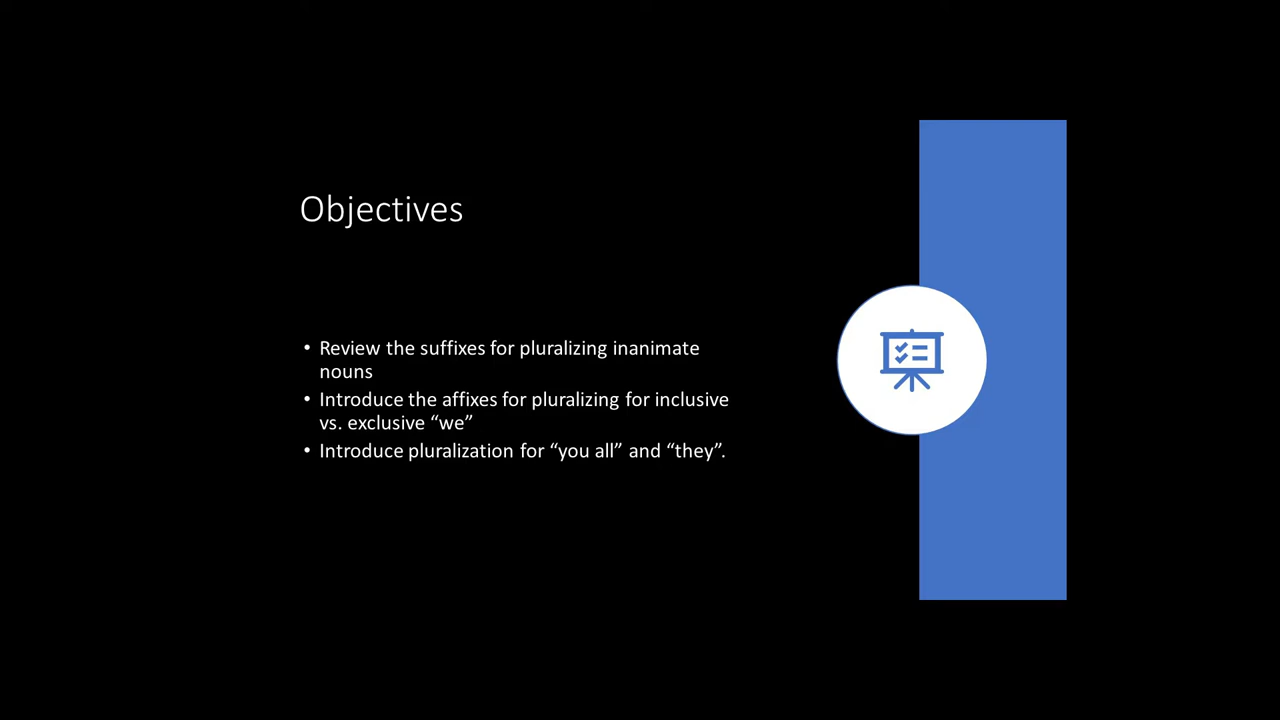 Objectives
• Review the suffixes for pluralizing inanimate
nouns
• Introduce the affixes for pluralizing for inclusive
vs. exclusive “we”
• Introduce pluralization for “you all” and “they”.